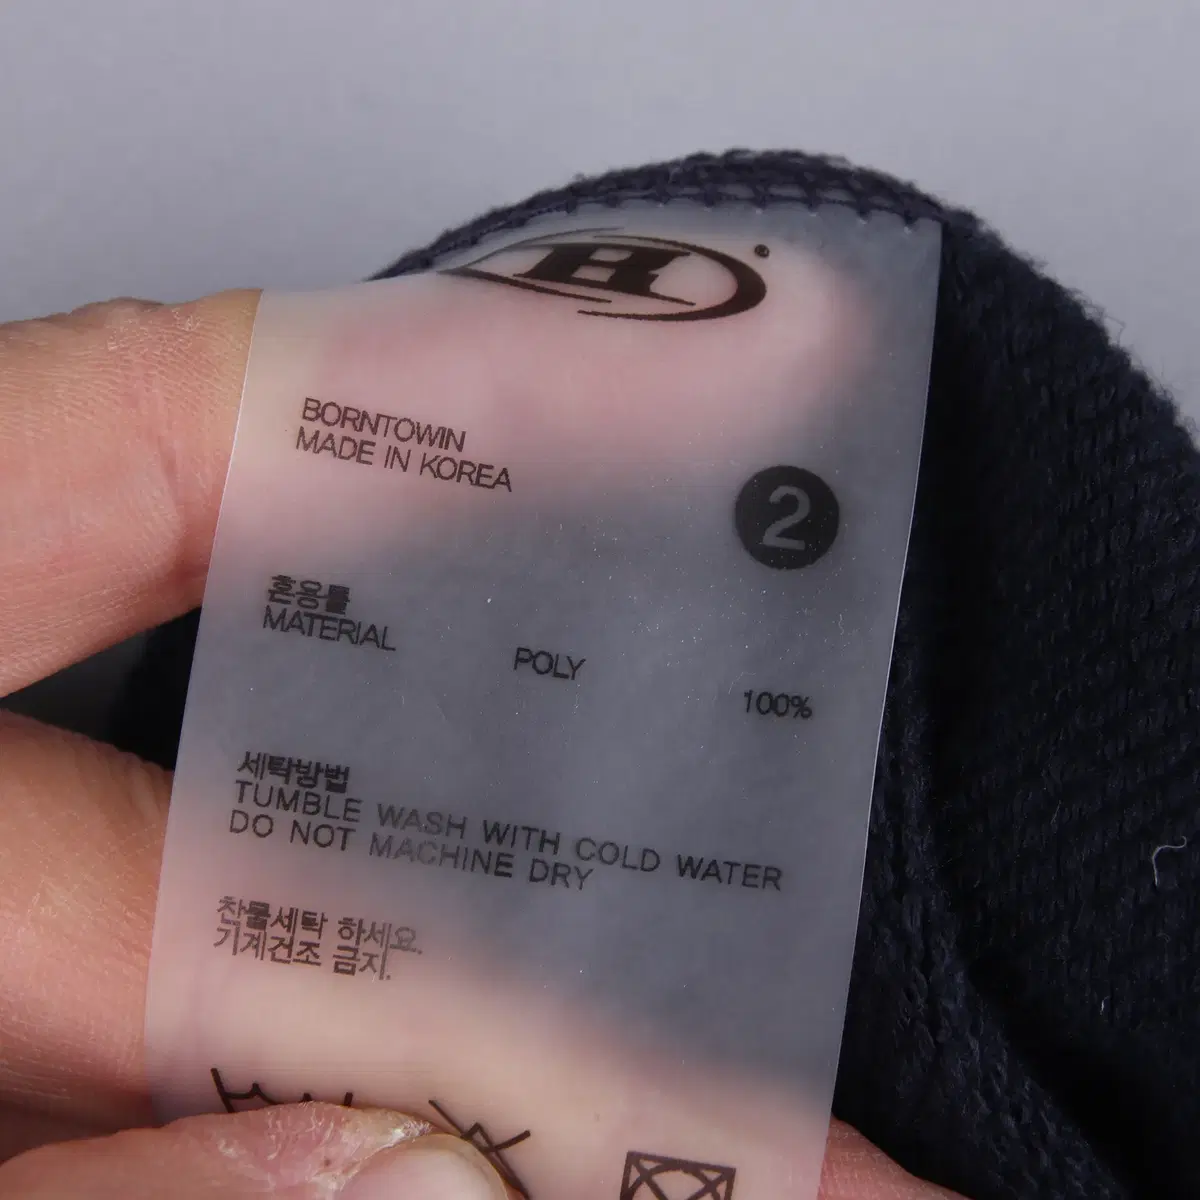 B
BORNTOWIN
MADE IN KOREA
2
혼용률
MATERIAL POLY 100%
세탁방법
TUMBLE WASH WITH COLD WATER
DO NOT MACHINE DRY
찬물세탁 하세요.
기계건조 금지.